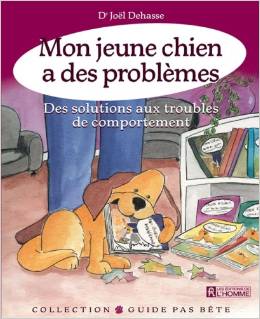 Dr Joël Dehasse
Mon jeune chien
a des problèmes
Des solutions aux troubles
de comportement
LES ÉDITIONS DE
L'HOMME
COLLECTION GUIDE PAS BÊTE